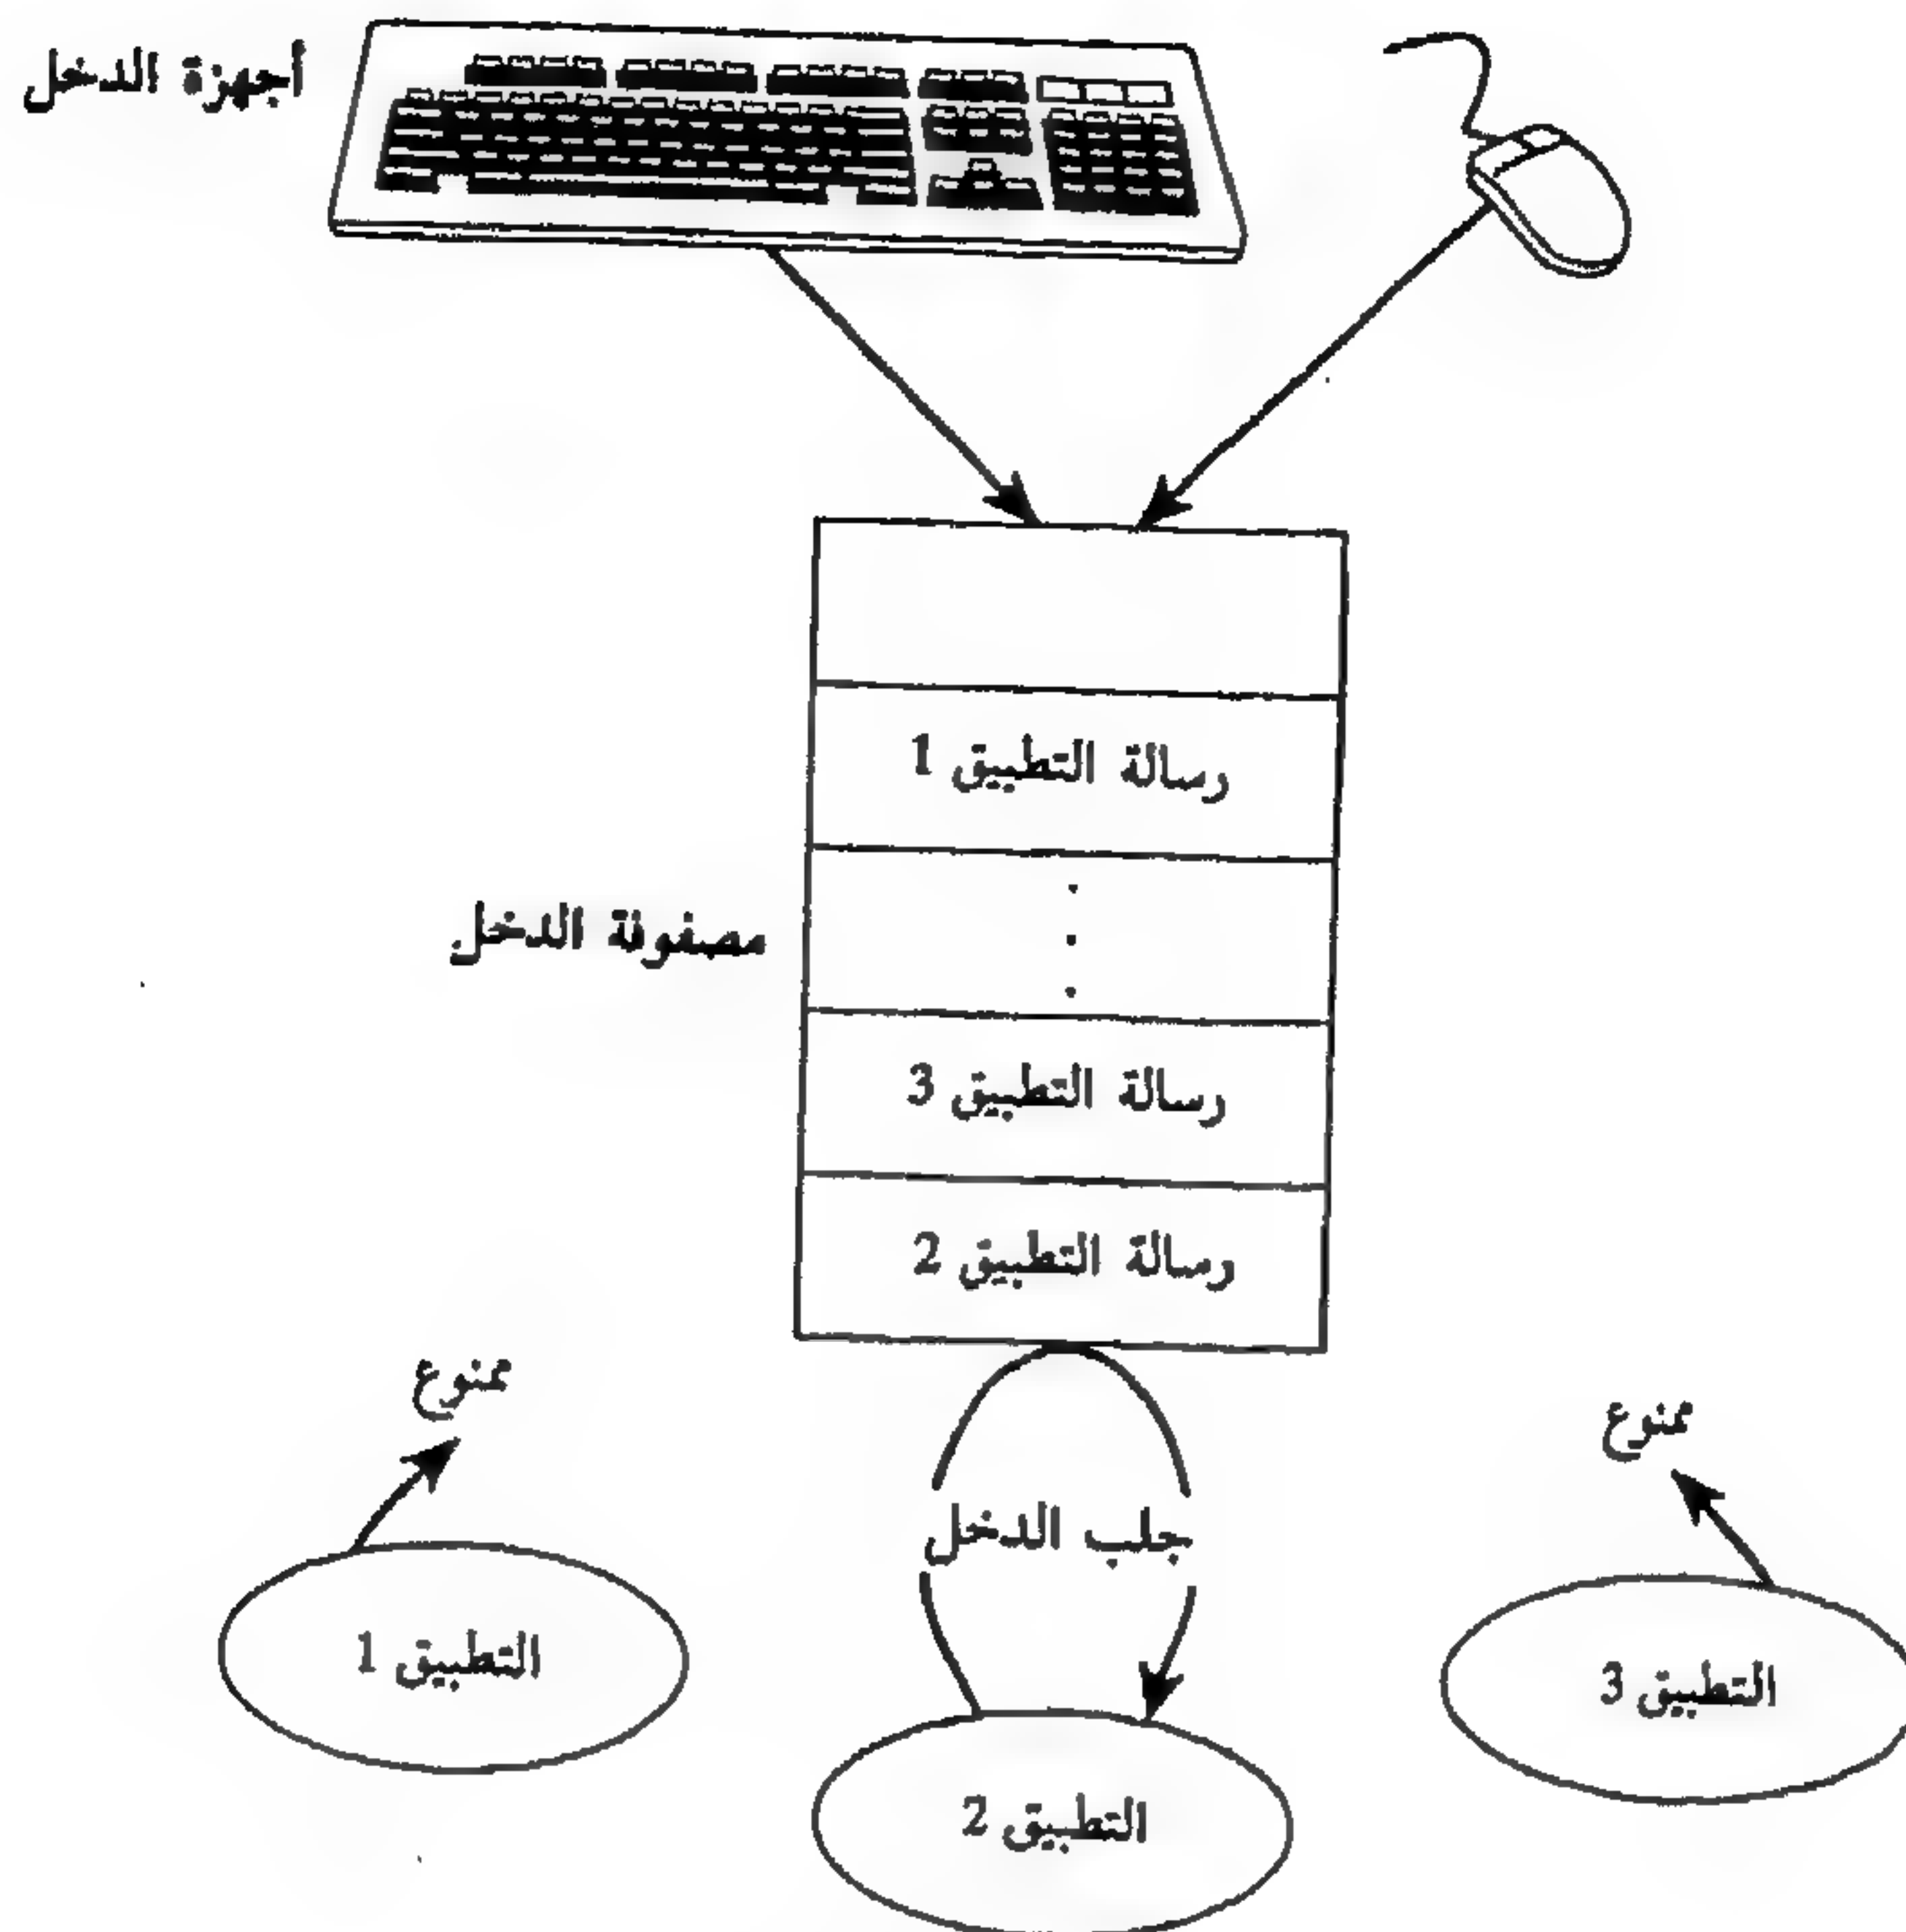 أجهزة الدخل
رسالة التطبيق 1
مصفوفة الدخل
رسالة التطبيق 3
رسالة التطبيق 2
ممنوع
ممنوع
جلب الدخل
التطبيق 1
التطبيق 3
التطبيق 2